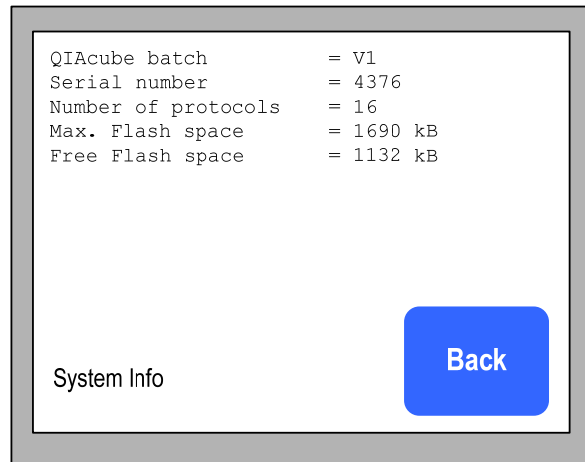 QIAcube batch = V1
Serial number = 4376
Number of protocols = 16
Max. Flash space = 1690 kB
Free Flash space = 1132 kB
Back
System Info